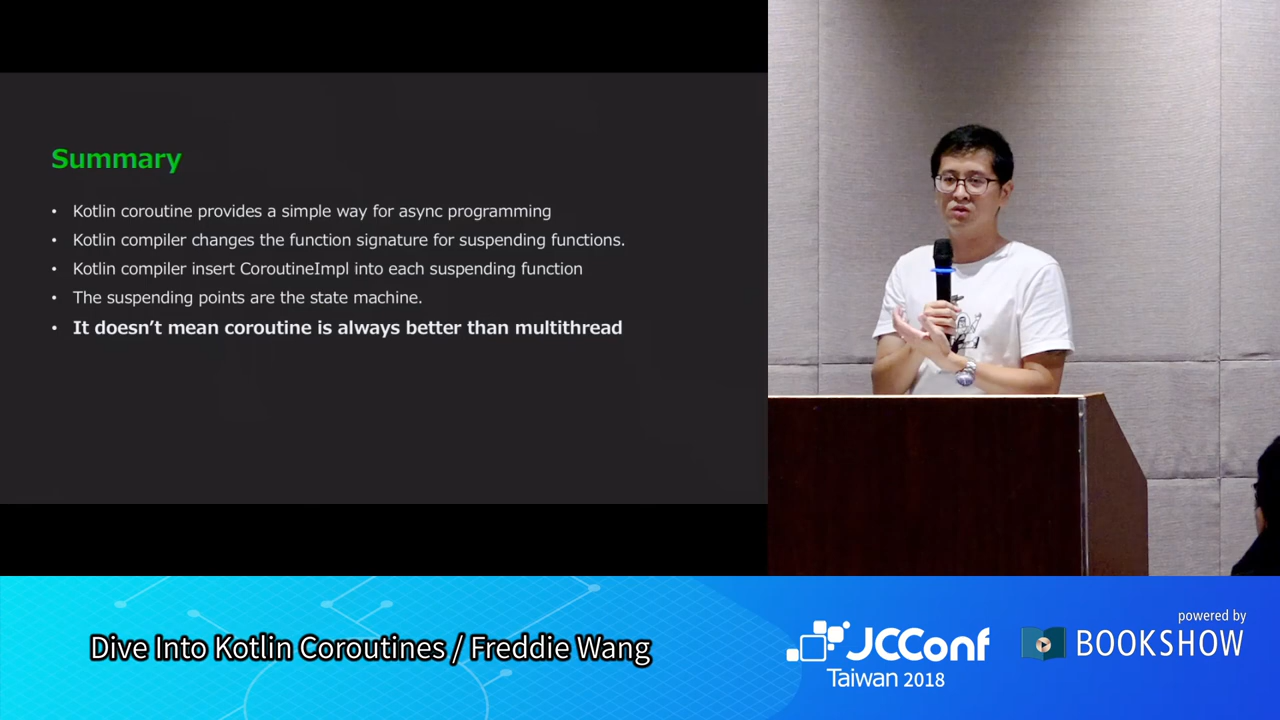 Summary
• Kotlin coroutine provides a simple way for async programming
• Kotlin compiler changes the function signature for suspending functions.
• Kotlin compiler insert CoroutineImpl into each suspending function
• The suspending points are the state machine.
• It doesn’t mean coroutine is always better than multithread
Dive Into Kotlin Coroutines / Freddie Wang
JCConf
Taiwan 2018
powered by
BOOKSHOW